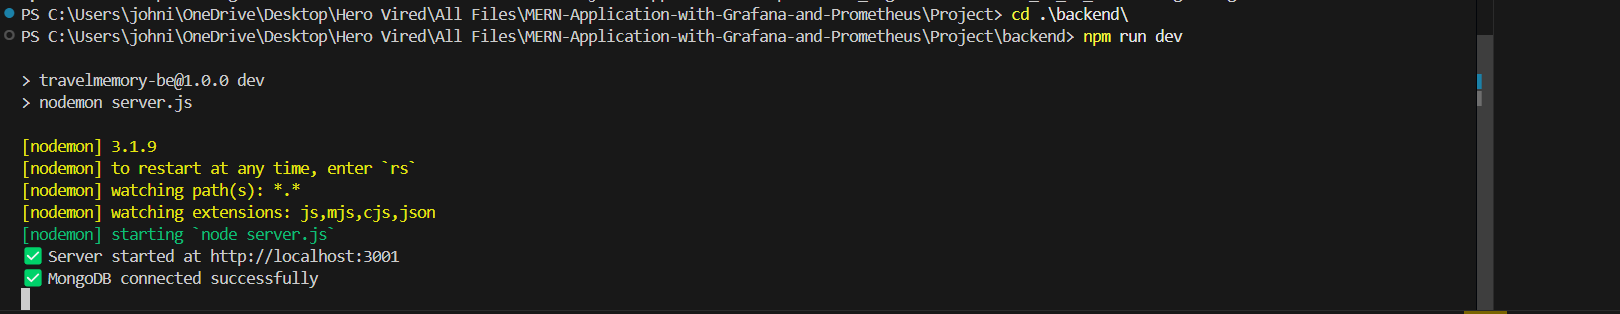 PS C:\Users\johni\OneDrive\Desktop\Hero Vired\All Files\MERN-Application-with-Grafana-and-Prometheus\Project> cd .\backend\
PS C:\Users\johni\OneDrive\Desktop\Hero Vired\All Files\MERN-Application-with-Grafana-and-Prometheus\Project\backend> npm run dev
> travelmemory-be@1.0.0 dev
> nodemon server.js
[nodemon] 3.1.9
[nodemon] to restart at any time, enter `rs`
[nodemon] watching path(s): *.*
[nodemon] watching extensions: js,mjs,cjs,json
[nodemon] starting `node server.js`
✅ Server started at http://localhost:3001
✅ MongoDB connected successfully